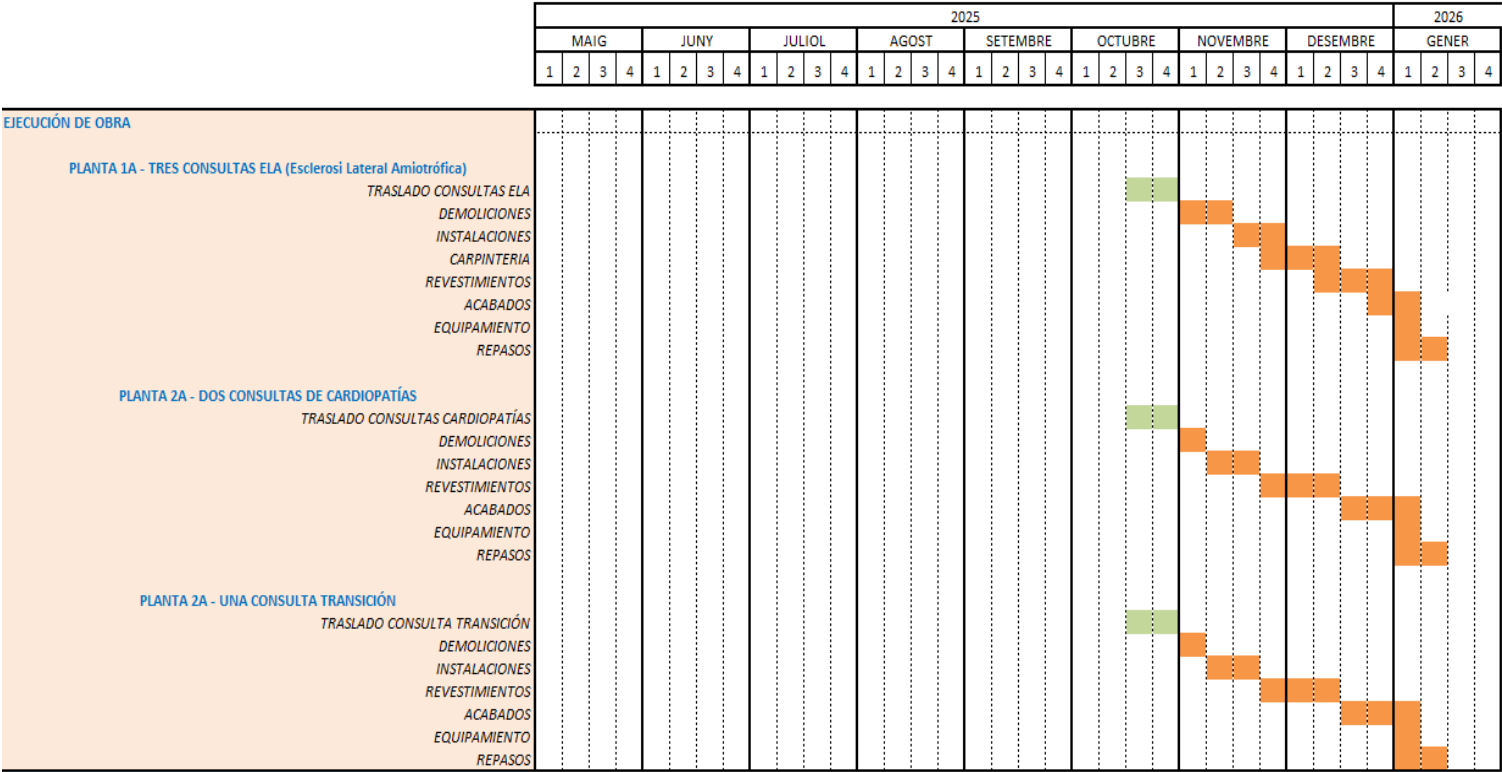 2025 2026
MAIG JUNY JULIOL AGOST SETEMBRE OCTUBRE NOVEMBRE DESEMBRE GENER
1 2 3 4 1 2 3 4 1 2 3 4 1 2 3 4 1 2 3 4 1 2 3 4 1 2 3 4 1 2 3 4 1 2 3 4
EJECUCIÓN DE OBRA
PLANTA 1A - TRES CONSULTAS ELA (Esclerosi Lateral Amiotrófica)
TRASLADO CONSULTAS ELA
DEMOLICIONES
INSTALACIONES
CARPINTERIA
REVESTIMIENTOS
ACABADOS
EQUIPAMIENTO
REPASOS
PLANTA 2A - DOS CONSULTAS DE CARDIOPATÍAS
TRASLADO CONSULTAS CARDIOPATÍAS
DEMOLICIONES
INSTALACIONES
REVESTIMIENTOS
ACABADOS
EQUIPAMIENTO
REPASOS
PLANTA 2A - UNA CONSULTA TRANSICIÓN
TRASLADO CONSULTA TRANSICIÓN
DEMOLICIONES
INSTALACIONES
REVESTIMIENTOS
ACABADOS
EQUIPAMIENTO
REPASOS